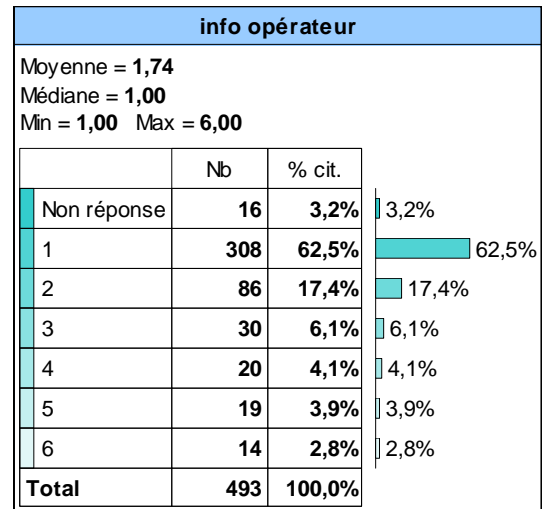 info opérateur
Moyenne = 1,74
Médiane = 1,00
Min = 1,00 Max = 6,00
Nb % cit.
Non réponse 16 3,2% 3,2%
1 308 62,5% 62,5%
2 86 17,4% 17,4%
3 30 6,1% 6,1%
4 20 4,1% 4,1%
5 19 3,9% 3,9%
6 14 2,8% 2,8%
Total 493 100,0%